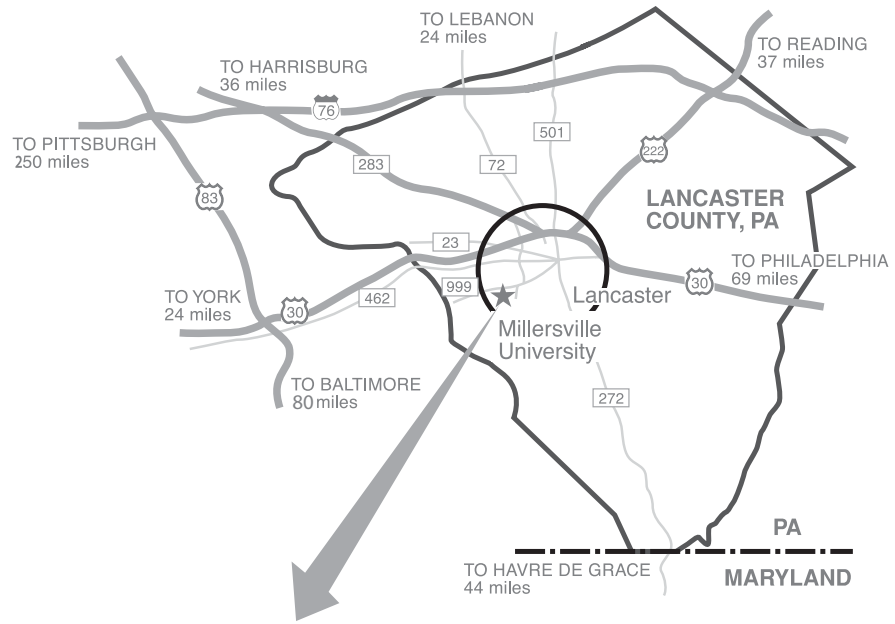 TO LEBANON
24 miles
TO READING
37 miles
TO HARRISBURG
36 miles
76
TO PITTSBURGH
250 miles
501
222
283
72
83
LANCASTER
COUNTY, PA
23
TO PHILADELPHIA
69 miles
30
TO YORK
24 miles
462
999
Lancaster
30
Millersville
University
TO BALTIMORE
80 miles
272
PA
TO HAVRE DE GRACE
44 miles
MARYLAND